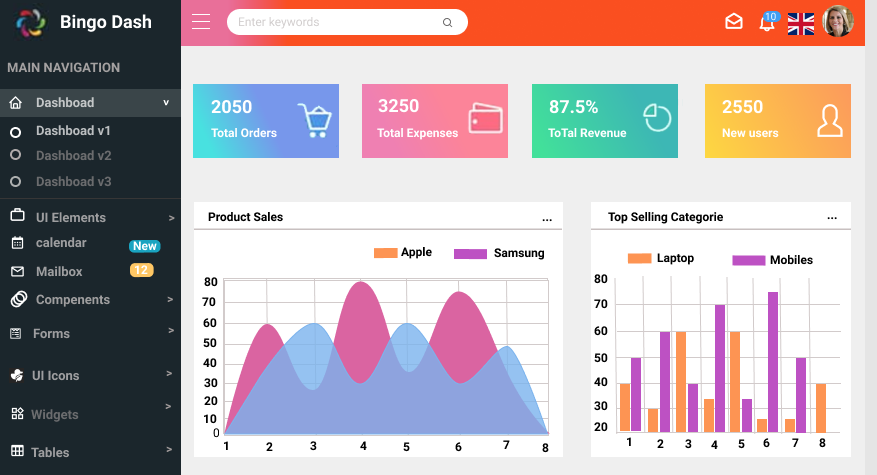 Bingo Dash
Enter keywords
10
MAIN NAVIGATION
Dashboad v
Dashboad v1
Dashboad v2
Dashboad v3
UI Elements >
calendar New
Mailbox 12
Compenents >
Forms >
UI Icons >
Widgets >
Tables >
2050
Total Orders
3250
Total Expenses
87.5%
ToTal Revenue
2550
New users
Product Sales ...
Apple Samsung
80
70
60
50
40
30
20
10
0
1 2 3 4 5 6 7 8
Top Selling Categorie ...
Laptop Mobiles
80
70
60
50
40
30
20
1 2 3 4 5 6 7 8